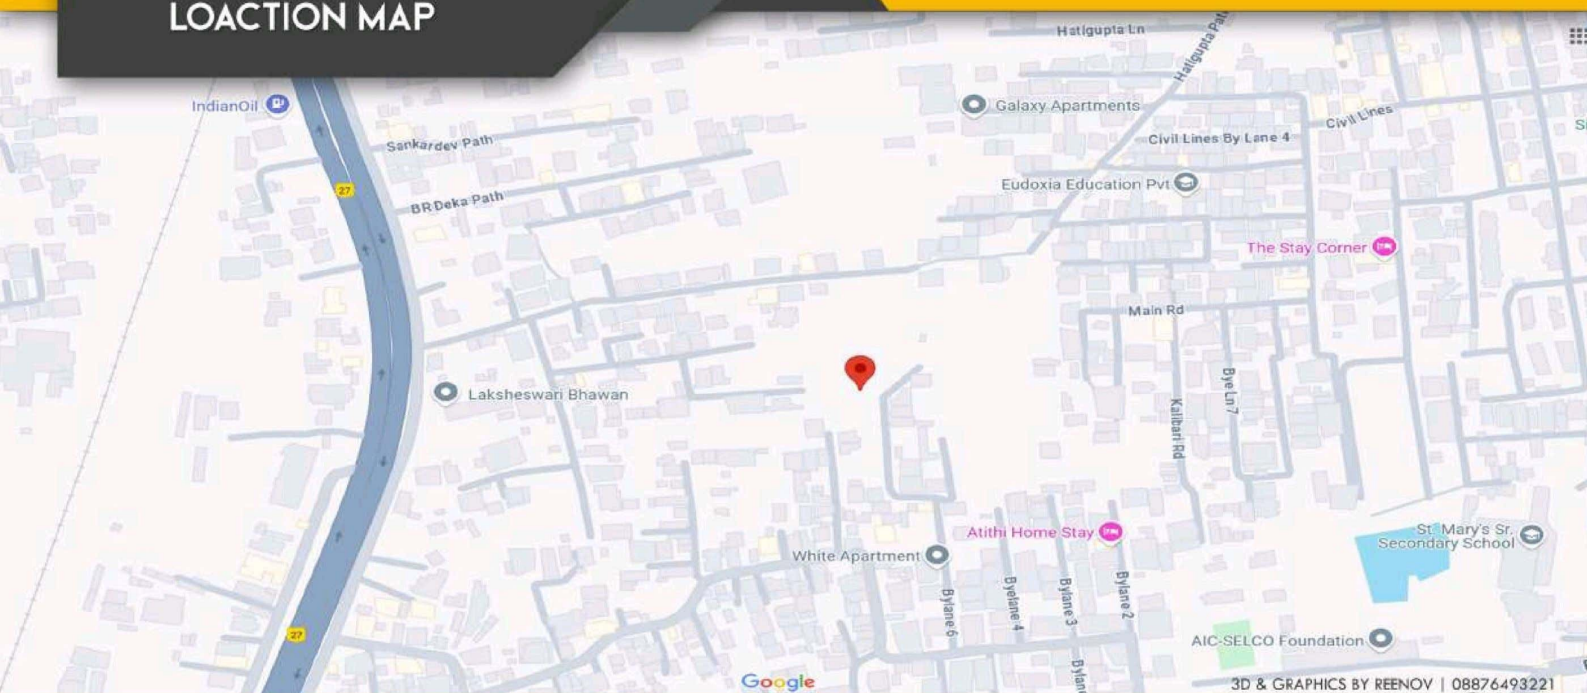 LOACTION MAP
Hatigupta Ln
Hatigupta Path
IndianOil
Galaxy Apartments
Civil Lines
Sankardev Path
Civil Lines By Lane 4
27
Eudoxia Education Pvt
BR Deka Path
The Stay Corner
Main Rd
Laksheswari Bhawan
Bye Ln 7
Kalibari Rd
Atithi Home Stay
St. Mary's Sr.
Secondary School
White Apartment
Bylane 6
Byelane 4
Bylane 3
Bylane 2
27
AIC-SELCO Foundation
Google
3D & GRAPHICS BY REENOV | 08876493221